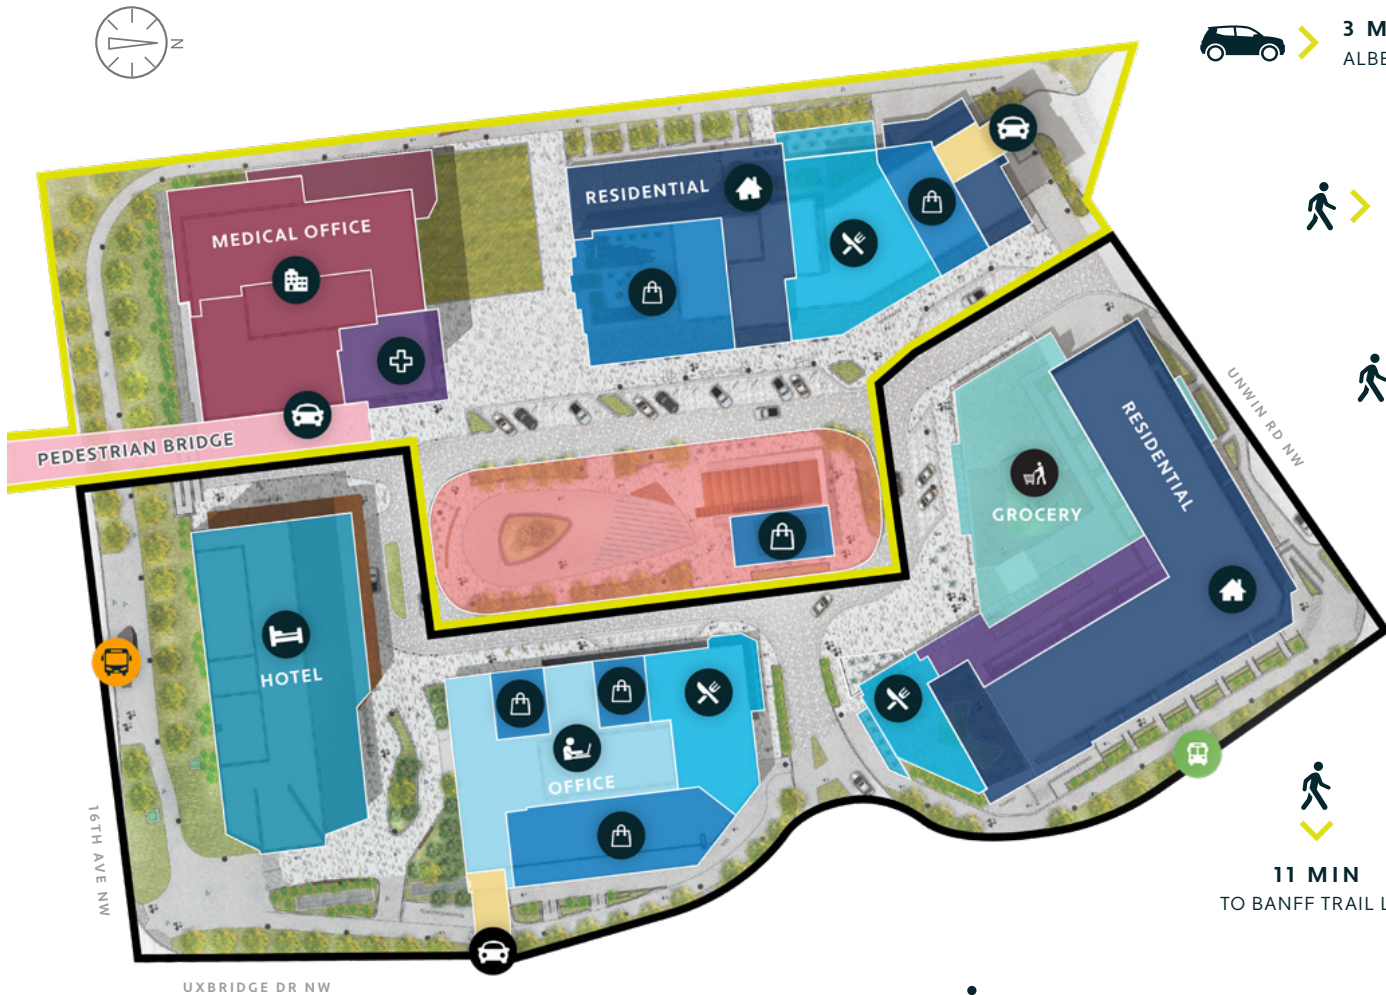 N
3 M
ALBE
MEDICAL OFFICE
RESIDENTIAL
PEDESTRIAN BRIDGE
UNWIN RD NW
RESIDENTIAL
GROCERY
HOTEL
OFFICE
16TH AVE NW
11 MIN
TO BANFF TRAIL L
UXBRIDGE DR NW